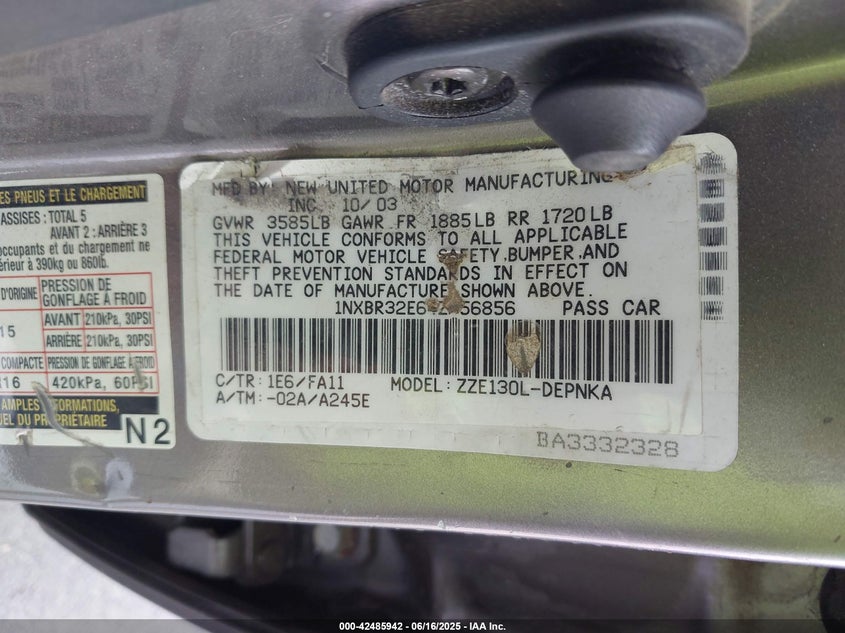 ES PNEUS ET LE CHARGEMENT
ASSISES : TOTAL 5
AVANT 2 : ARRIÈRE 3
occupants et du chargement ne
érieur à 390kg ou 860lb.
D'ORIGINE PRESSION DE GONFLAGE À FROID
15 AVANT 210kPa, 30PSI
ARRIÈRE 210kPa, 30PSI
COMPACTE PRESSION DE GONFLAGE À FROID
16 420kPa, 60PSI
AMPLES INFORMATIONS,
UEL DU PROPRIÉTAIRE
N2
MFD BY: NEW UNITED MOTOR MANUFACTURING
INC. 10/03
GVWR 3585LB GAWR FR 1885LB RR 1720LB
THIS VEHICLE CONFORMS TO ALL APPLICABLE
FEDERAL MOTOR VEHICLE SAFETY,BUMPER,AND
THEFT PREVENTION STANDARDS IN EFFECT ON
THE DATE OF MANUFACTURE SHOWN ABOVE.
PASS CAR
C/TR: 1E6/FA11 MODEL: ZZE130L-DEPNKA
A/TM: -02A/A245E
BA3332328
000-42485942 - 06/16/2025 - IAA Inc.